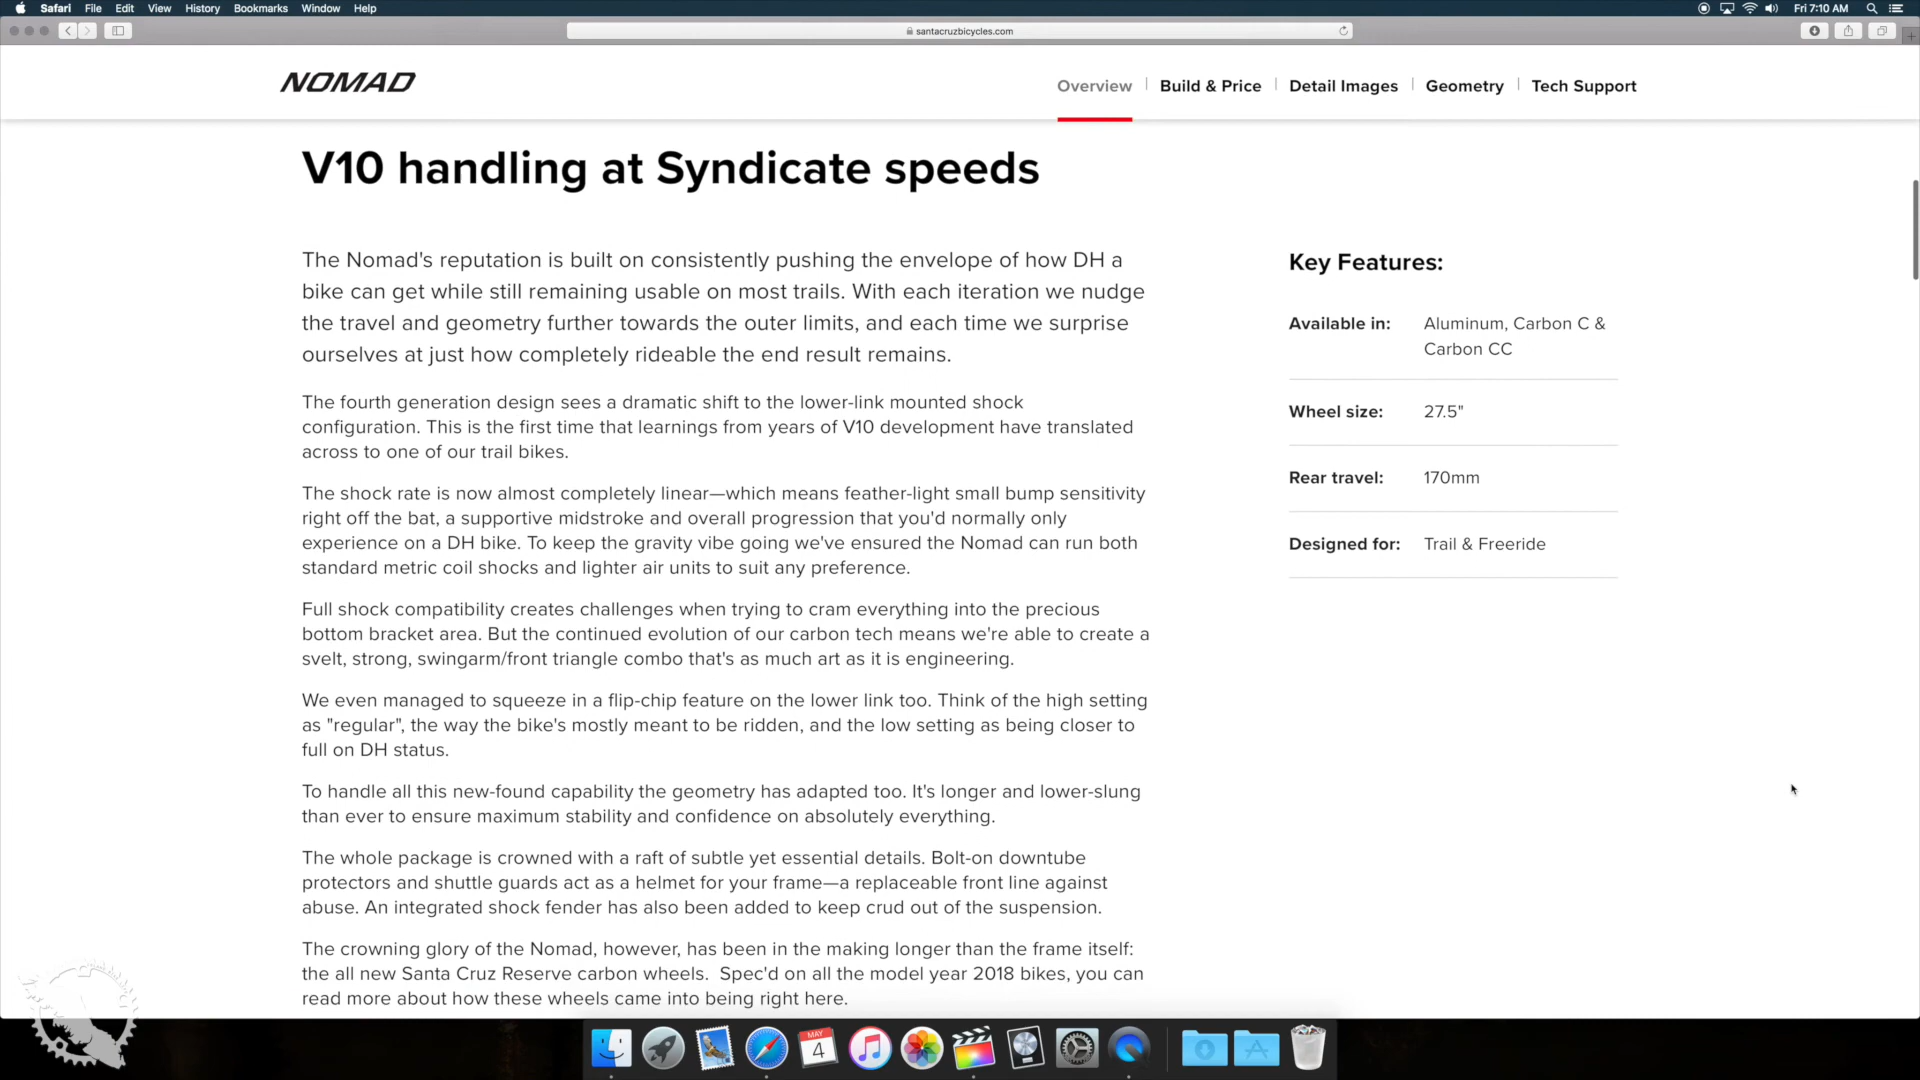 Safari File Edit View History Bookmarks Window Help Fri 7:10 AM
santacruzbicycles.com
NOMAD Overview Build & Price Detail Images Geometry Tech Support
V10 handling at Syndicate speeds
The Nomad's reputation is built on consistently pushing the envelope of how DH a
bike can get while still remaining usable on most trails. With each iteration we nudge
the travel and geometry further towards the outer limits, and each time we surprise
ourselves at just how completely rideable the end result remains.
The fourth generation design sees a dramatic shift to the lower-link mounted shock
configuration. This is the first time that learnings from years of V10 development have translated
across to one of our trail bikes.
The shock rate is now almost completely linear—which means feather-light small bump sensitivity
right off the bat, a supportive midstroke and overall progression that you'd normally only
experience on a DH bike. To keep the gravity vibe going we've ensured the Nomad can run both
standard metric coil shocks and lighter air units to suit any preference.
Full shock compatibility creates challenges when trying to cram everything into the precious
bottom bracket area. But the continued evolution of our carbon tech means we're able to create a
svelt, strong, swingarm/front triangle combo that's as much art as it is engineering.
We even managed to squeeze in a flip-chip feature on the lower link too. Think of the high setting
as "regular", the way the bike's mostly meant to be ridden, and the low setting as being closer to
full on DH status.
To handle all this new-found capability the geometry has adapted too. It's longer and lower-slung
than ever to ensure maximum stability and confidence on absolutely everything.
The whole package is crowned with a raft of subtle yet essential details. Bolt-on downtube
protectors and shuttle guards act as a helmet for your frame—a replaceable front line against
abuse. An integrated shock fender has also been added to keep crud out of the suspension.
The crowning glory of the Nomad, however, has been in the making longer than the frame itself:
the all new Santa Cruz Reserve carbon wheels. Spec'd on all the model year 2018 bikes, you can
read more about how these wheels came into being right here.
Key Features:
Available in: Aluminum, Carbon C &
Carbon CC
Wheel size: 27.5"
Rear travel: 170mm
Designed for: Trail & Freeride
MAY
4